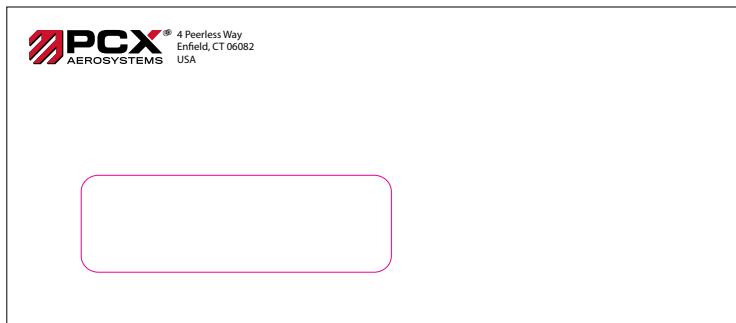 PCX®
AEROSYSTEMS
4 Peerless Way
Enfield, CT 06082
USA